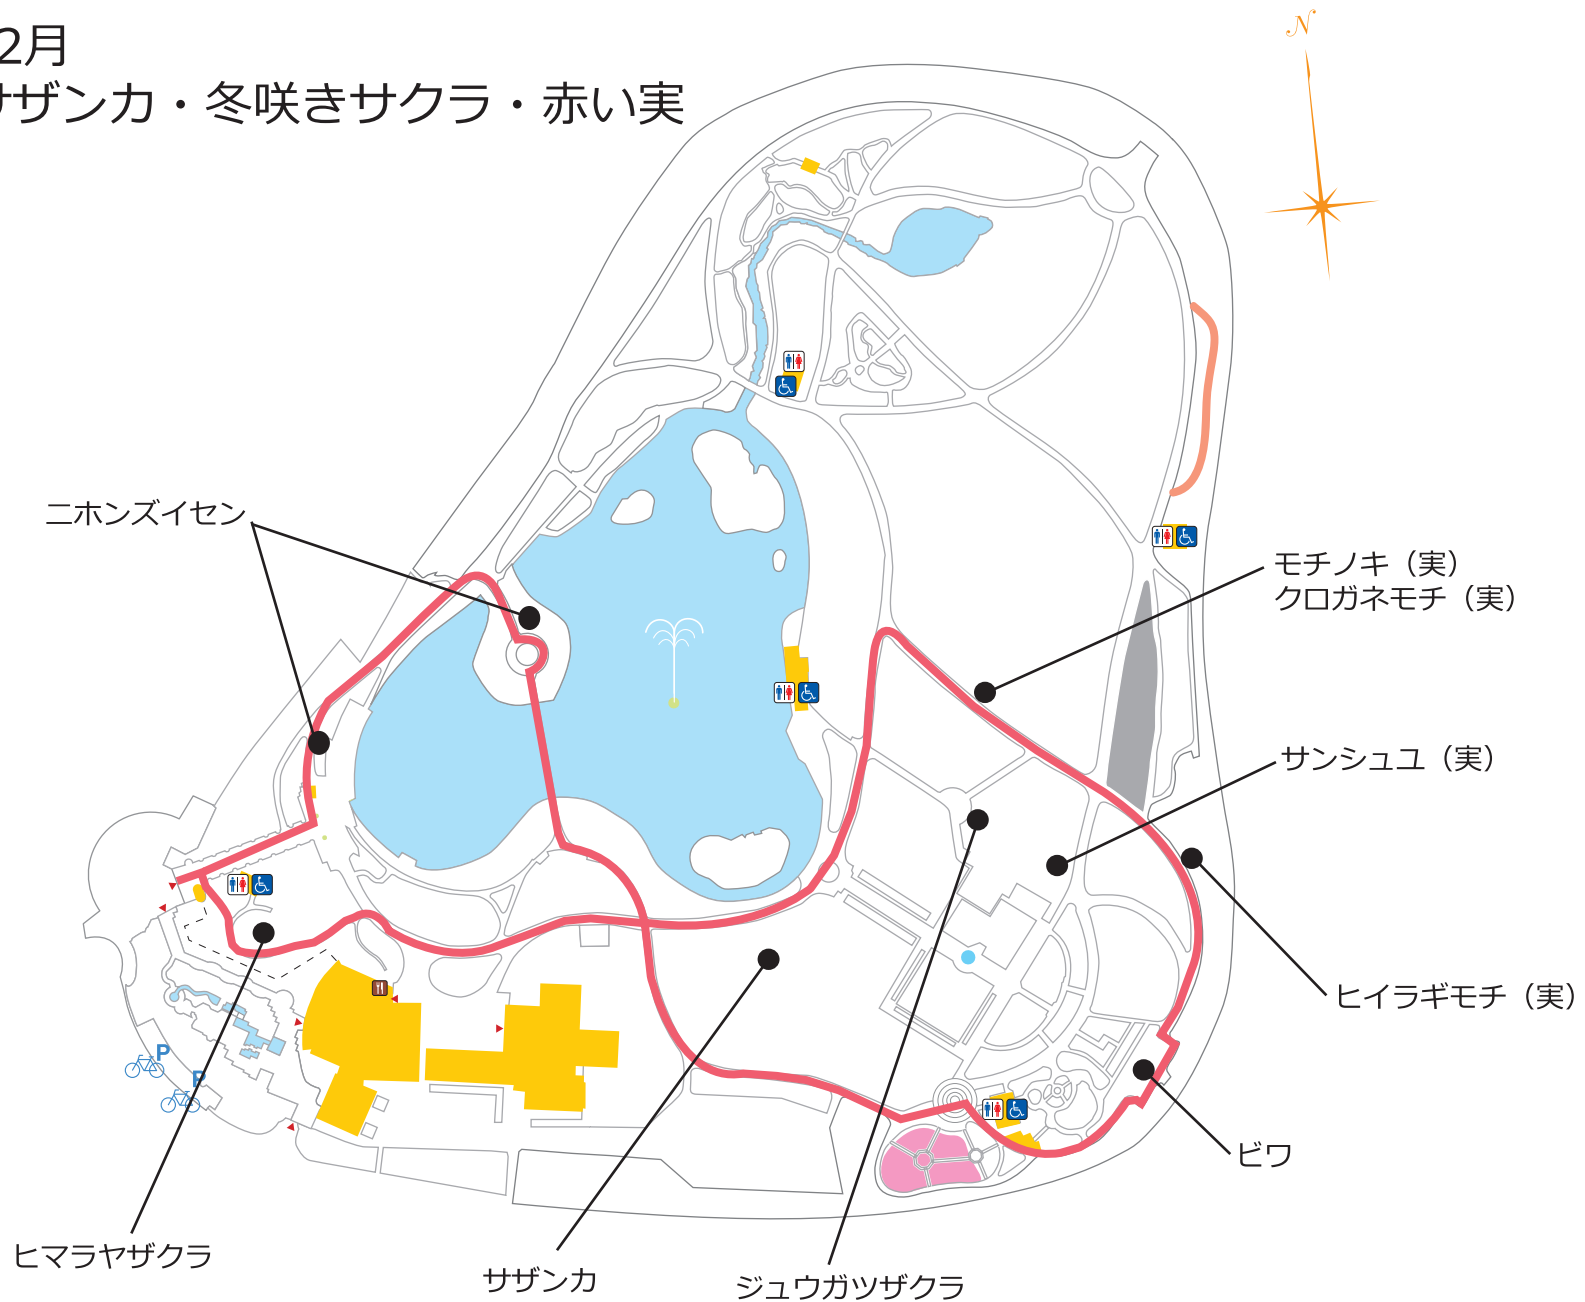 2月
サザンカ・冬咲きサクラ・赤い実
N
ニホンズイセン
モチノキ（実）
クロガネモチ（実）
サンシュユ（実）
ヒイラギモチ（実）
P
P
ビワ
ヒマラヤザクラ
サザンカ
ジュウガツザクラ